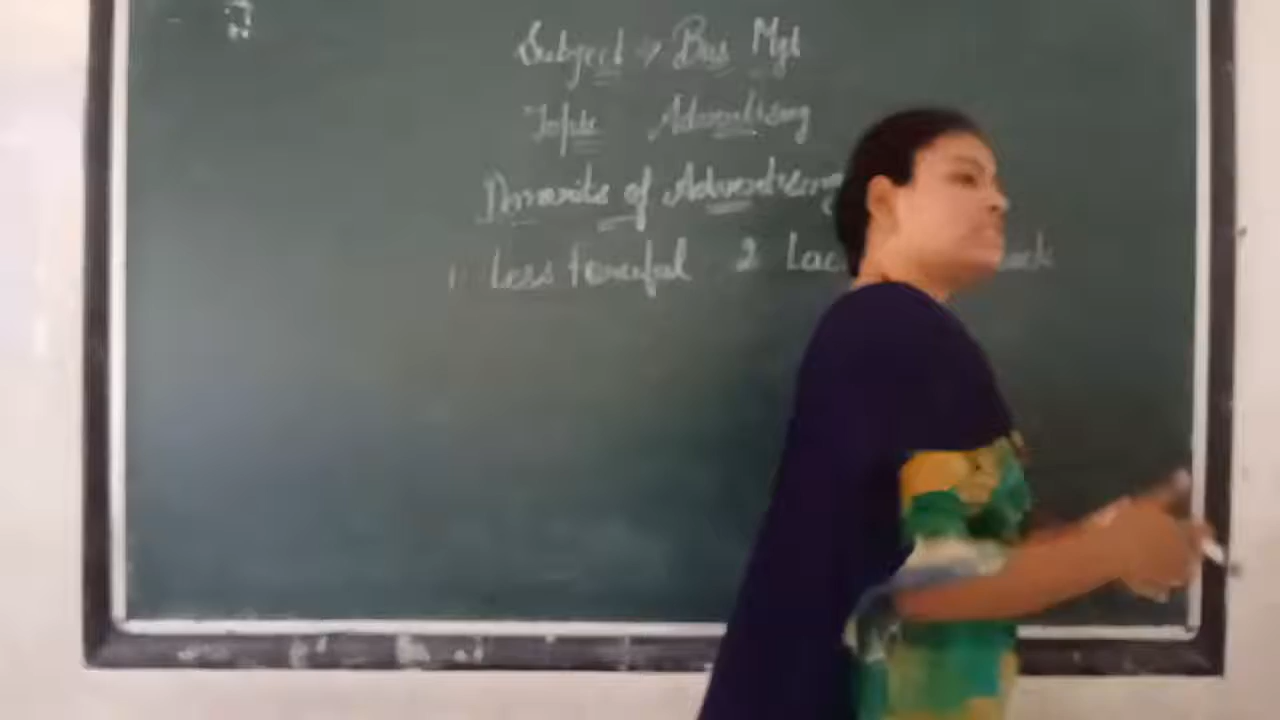 Subject → Bus Mgt
Topic Advertising
Demerits of Advertising
1 Less forceful 2 Lac